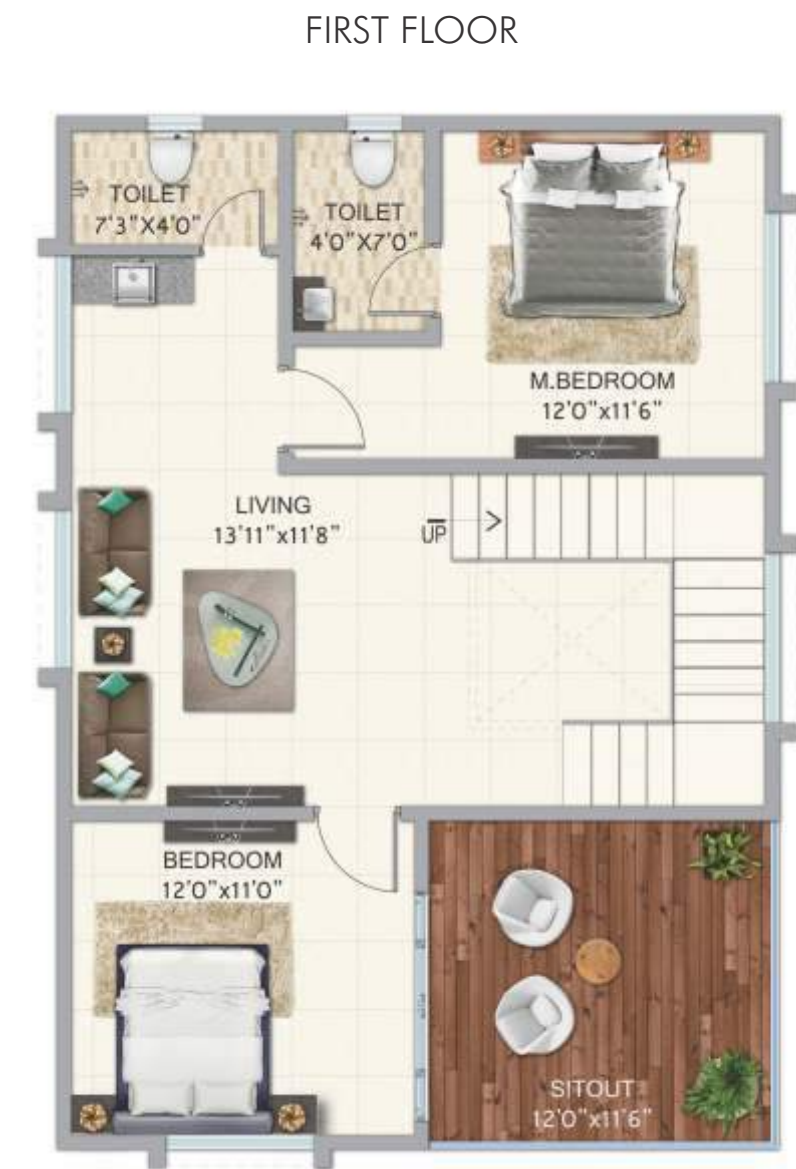 FIRST FLOOR
TOILET
7'3"X4'0"
TOILET
4'0"X7'0"
M.BEDROOM
12'0"x11'6"
LIVING
13'11"x11'8"
UP
BEDROOM
12'0"x11'0"
SITOUT
12'0"x11'6"